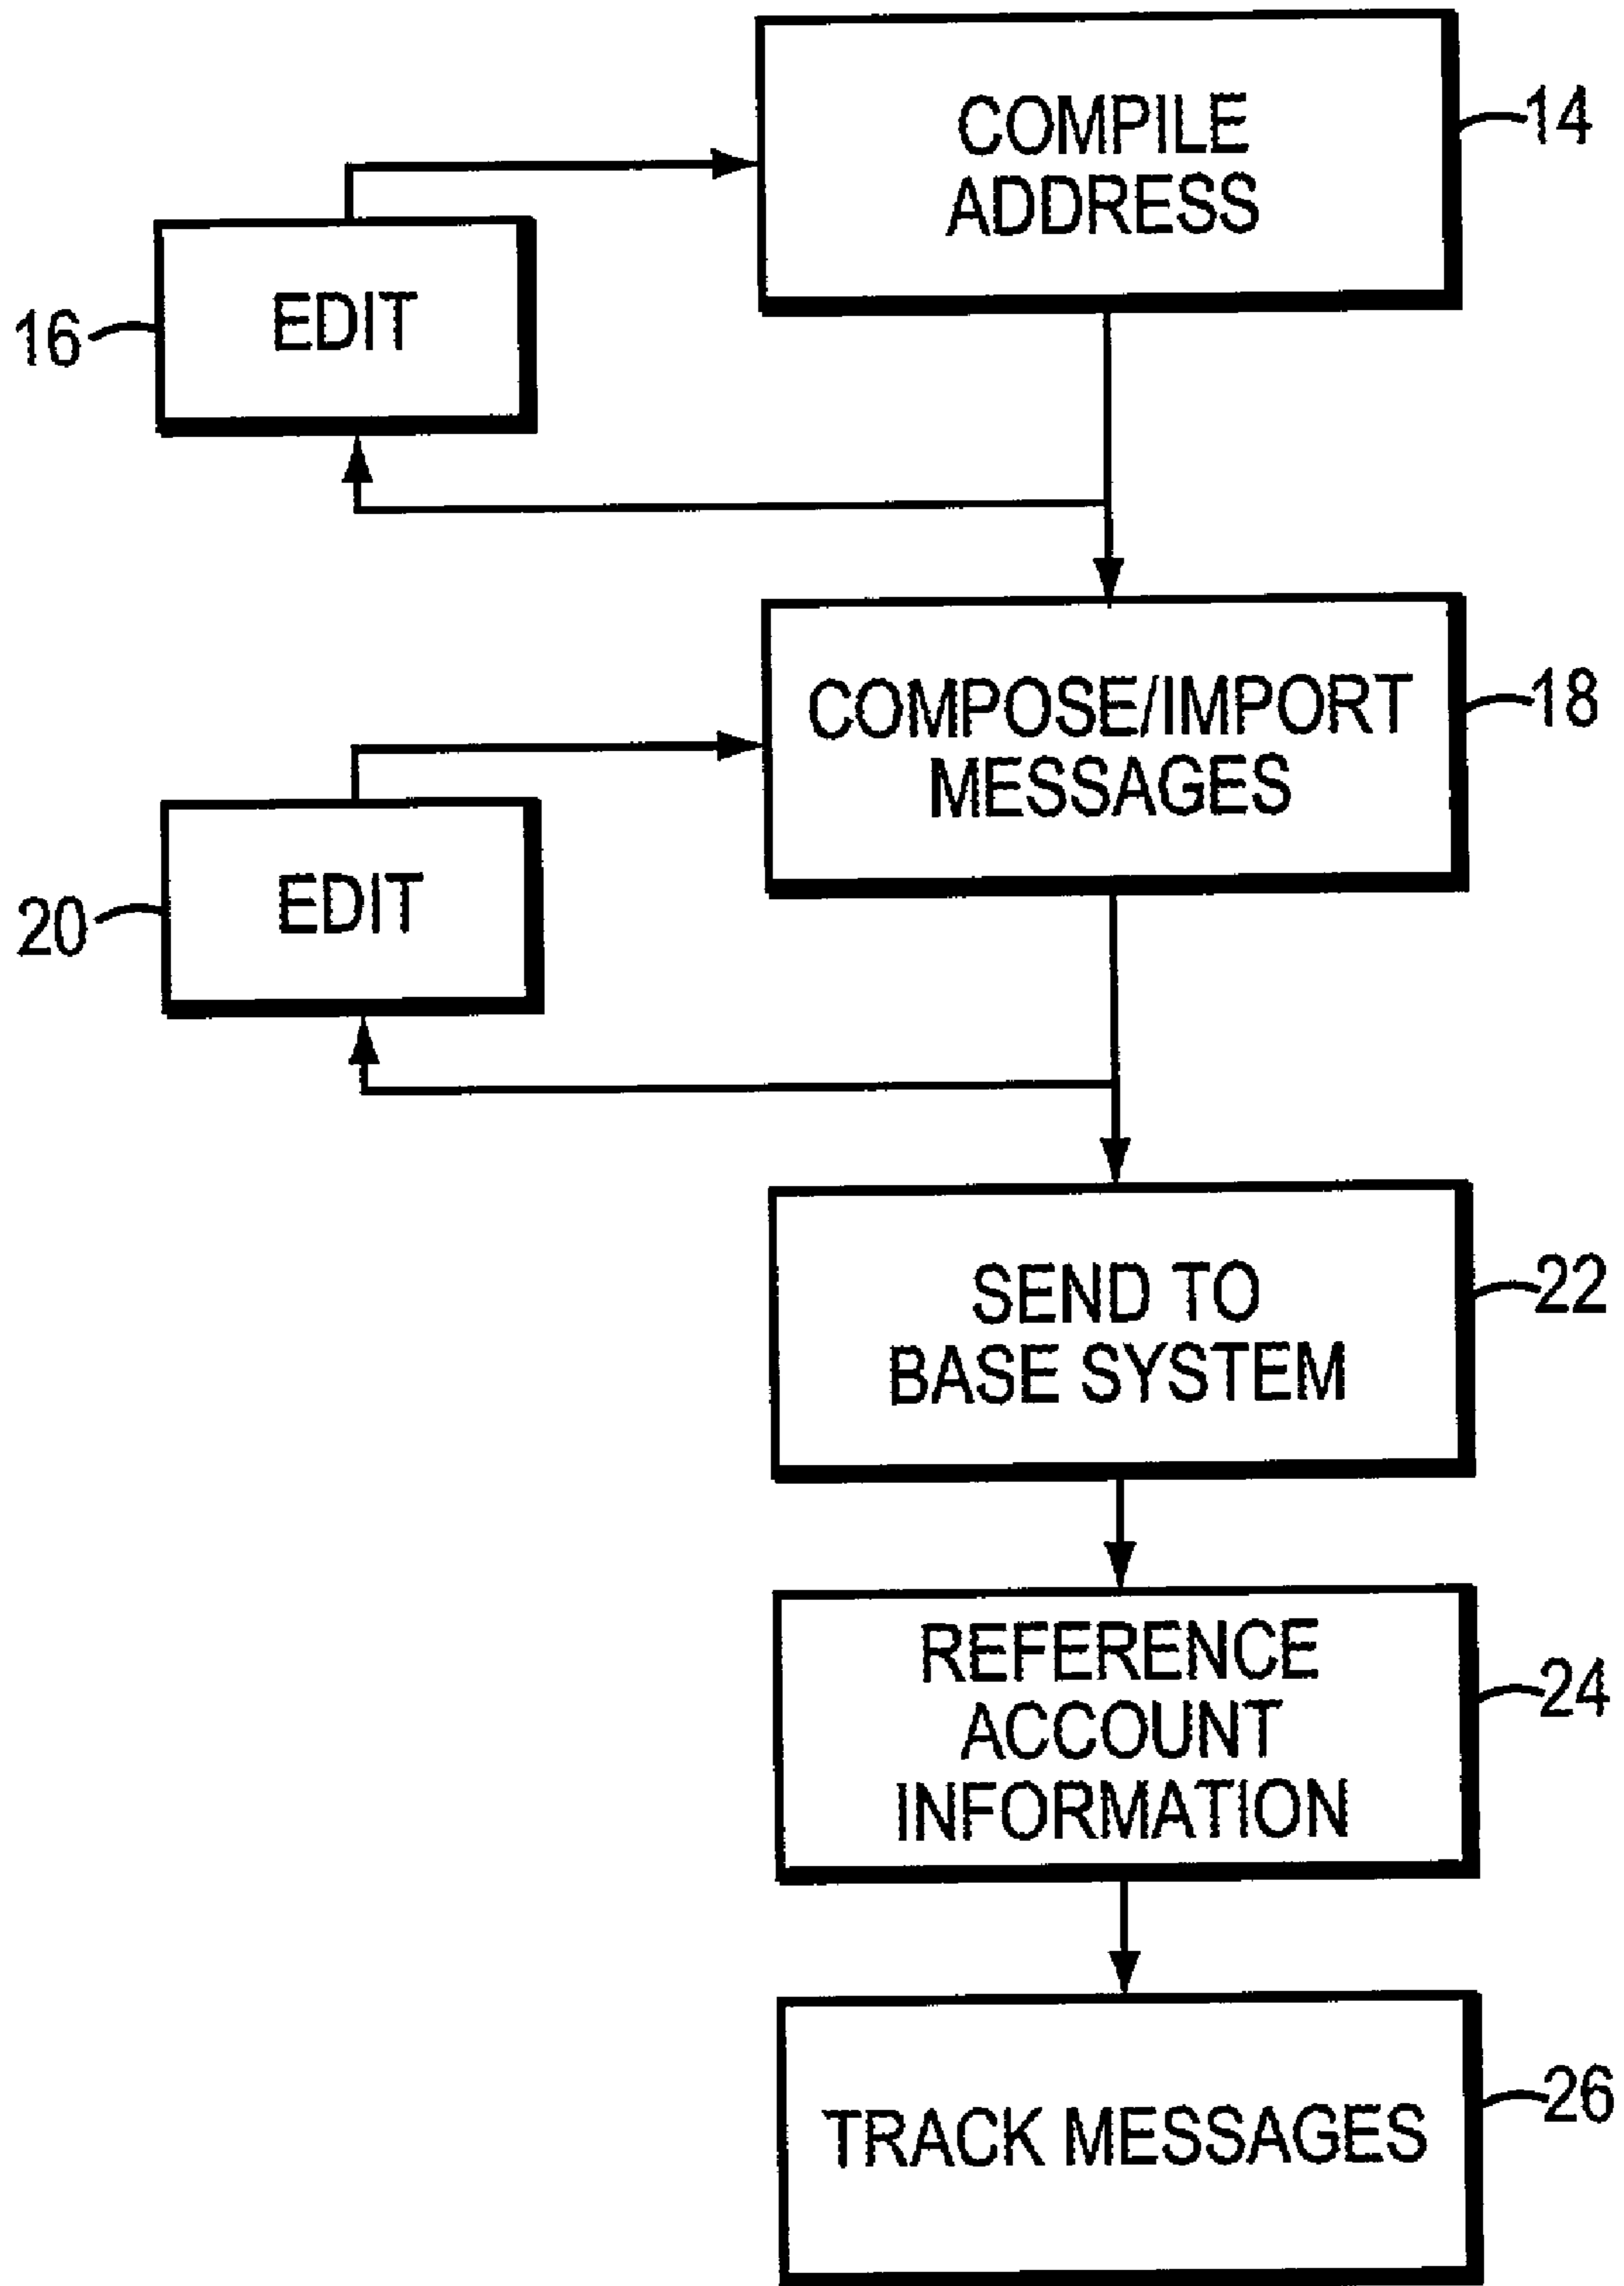 COMPILE
ADDRESS
14
EDIT
16
COMPOSE/IMPORT
MESSAGES
18
EDIT
20
SEND TO
BASE SYSTEM
22
REFERENCE
ACCOUNT
INFORMATION
24
TRACK MESSAGES
26